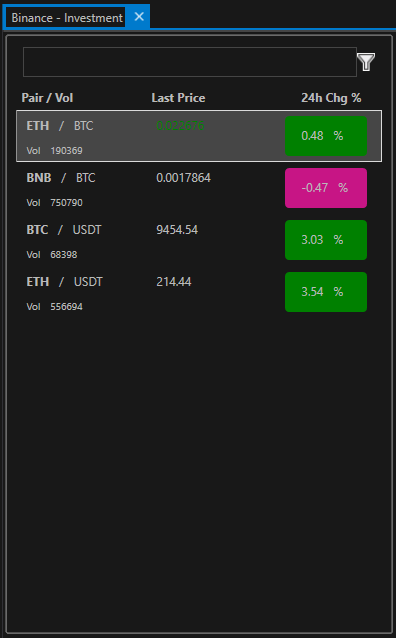 Binance - Investment
Pair / Vol Last Price 24h Chg %
ETH / BTC 0.022676 0.48 %
Vol 190369
BNB / BTC 0.0017864 -0.47 %
Vol 750790
BTC / USDT 9454.54 3.03 %
Vol 68398
ETH / USDT 214.44 3.54 %
Vol 556694